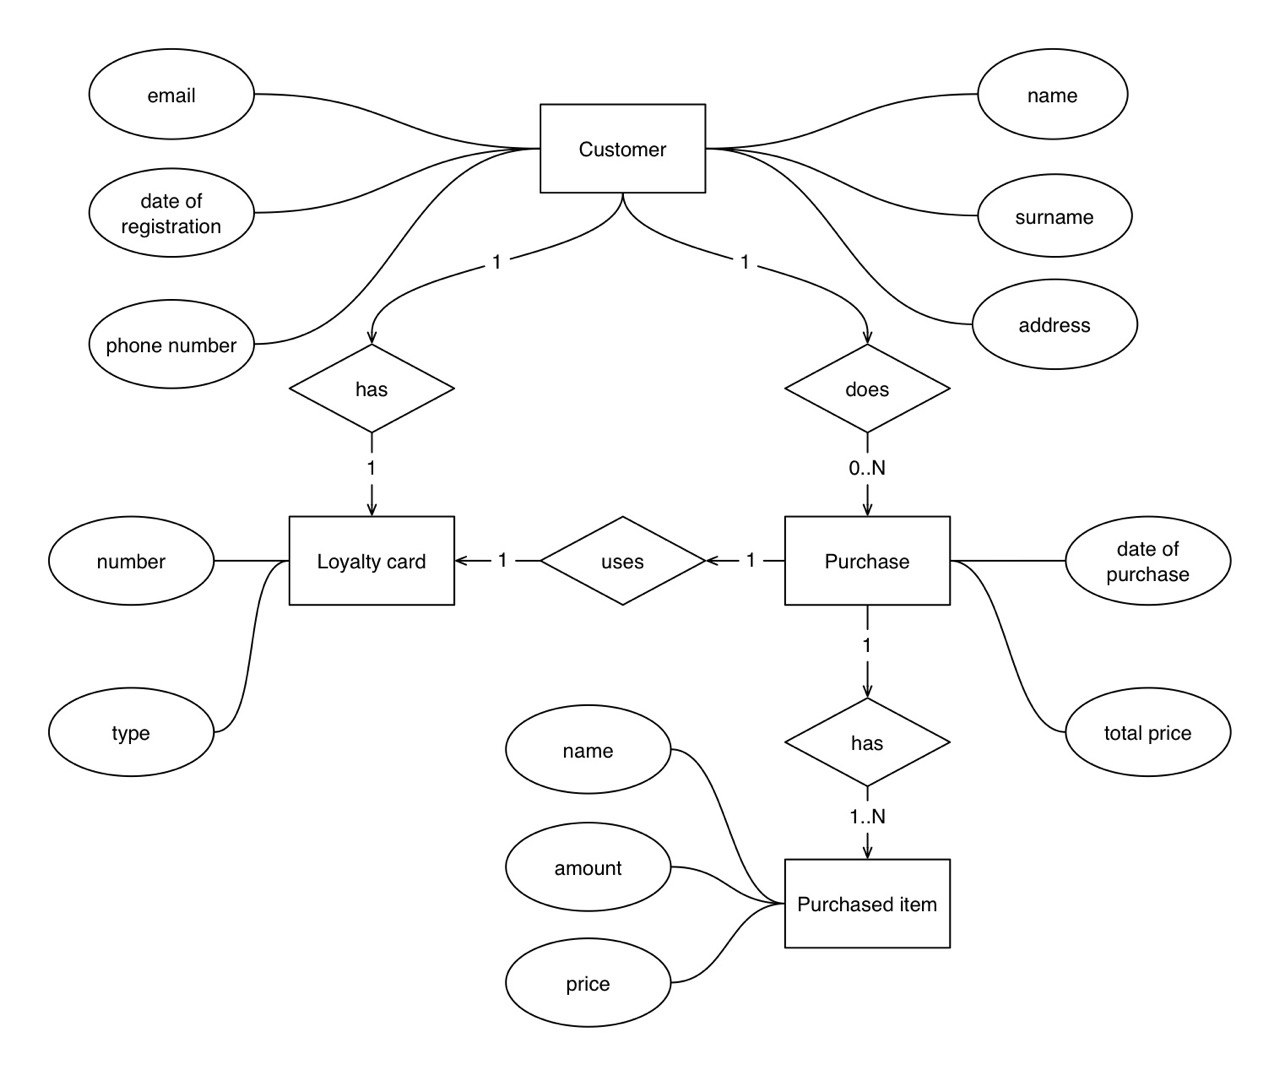 email
name
Customer
date of
registration
surname
1
1
phone number
address
has
does
1
0..N
number
Loyalty card
1
uses
1
Purchase
date of
purchase
1
type
name
has
total price
1..N
amount
Purchased item
price